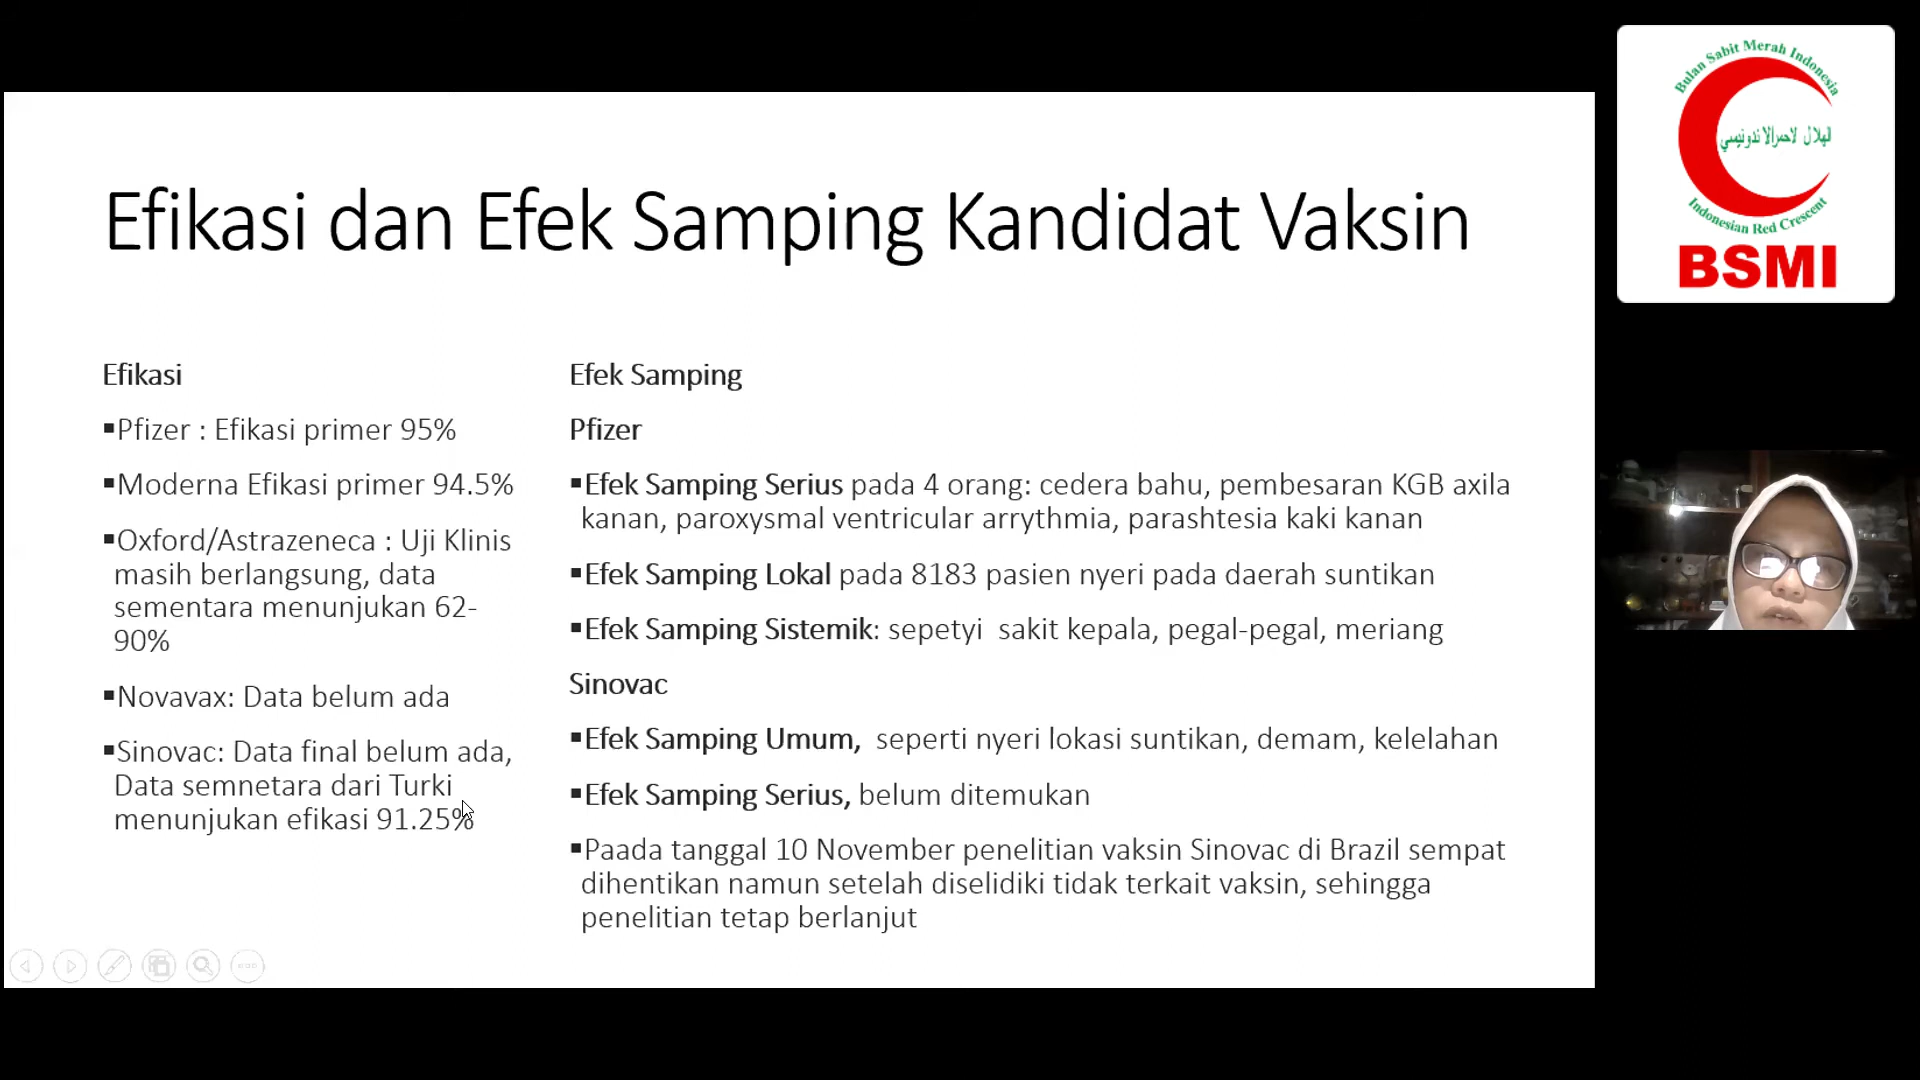 Efikasi dan Efek Samping Kandidat Vaksin
Efikasi
▪Pfizer : Efikasi primer 95%
▪Moderna Efikasi primer 94.5%
▪Oxford/Astrazeneca : Uji Klinis
masih berlangsung, data
sementara menunjukan 62-
90%
▪Novavax: Data belum ada
▪Sinovac: Data final belum ada,
Data semnetara dari Turki
menunjukan efikasi 91.25%
Efek Samping
Pfizer
▪Efek Samping Serius pada 4 orang: cedera bahu, pembesaran KGB axila
kanan, paroxysmal ventricular arrythmia, parashtesia kaki kanan
▪Efek Samping Lokal pada 8183 pasien nyeri pada daerah suntikan
▪Efek Samping Sistemik: sepetyi sakit kepala, pegal-pegal, meriang
Sinovac
▪Efek Samping Umum, seperti nyeri lokasi suntikan, demam, kelelahan
▪Efek Samping Serius, belum ditemukan
▪Paada tanggal 10 November penelitian vaksin Sinovac di Brazil sempat
dihentikan namun setelah diselidiki tidak terkait vaksin, sehingga
penelitian tetap berlanjut
Bulan Sabit Merah Indonesia
الهلال لاحمرالاندونيسي
Indonesian Red Crescent
BSMI